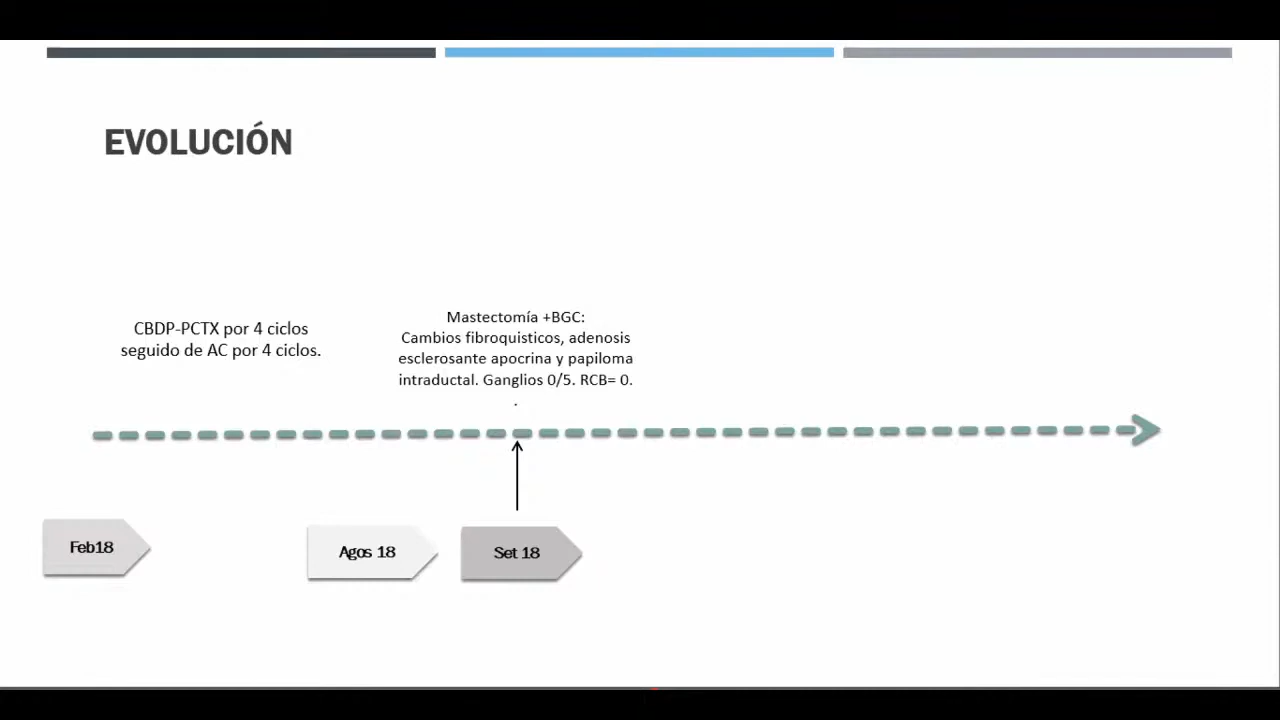 EVOLUCIÓN
CBDP-PCTX por 4 ciclos
seguido de AC por 4 ciclos.
Mastectomía +BGC:
Cambios fibroquisticos, adenosis
esclerosante apocrina y papiloma
intraductal. Ganglios 0/5. RCB= 0.
.
Feb18
Agos 18
Set 18